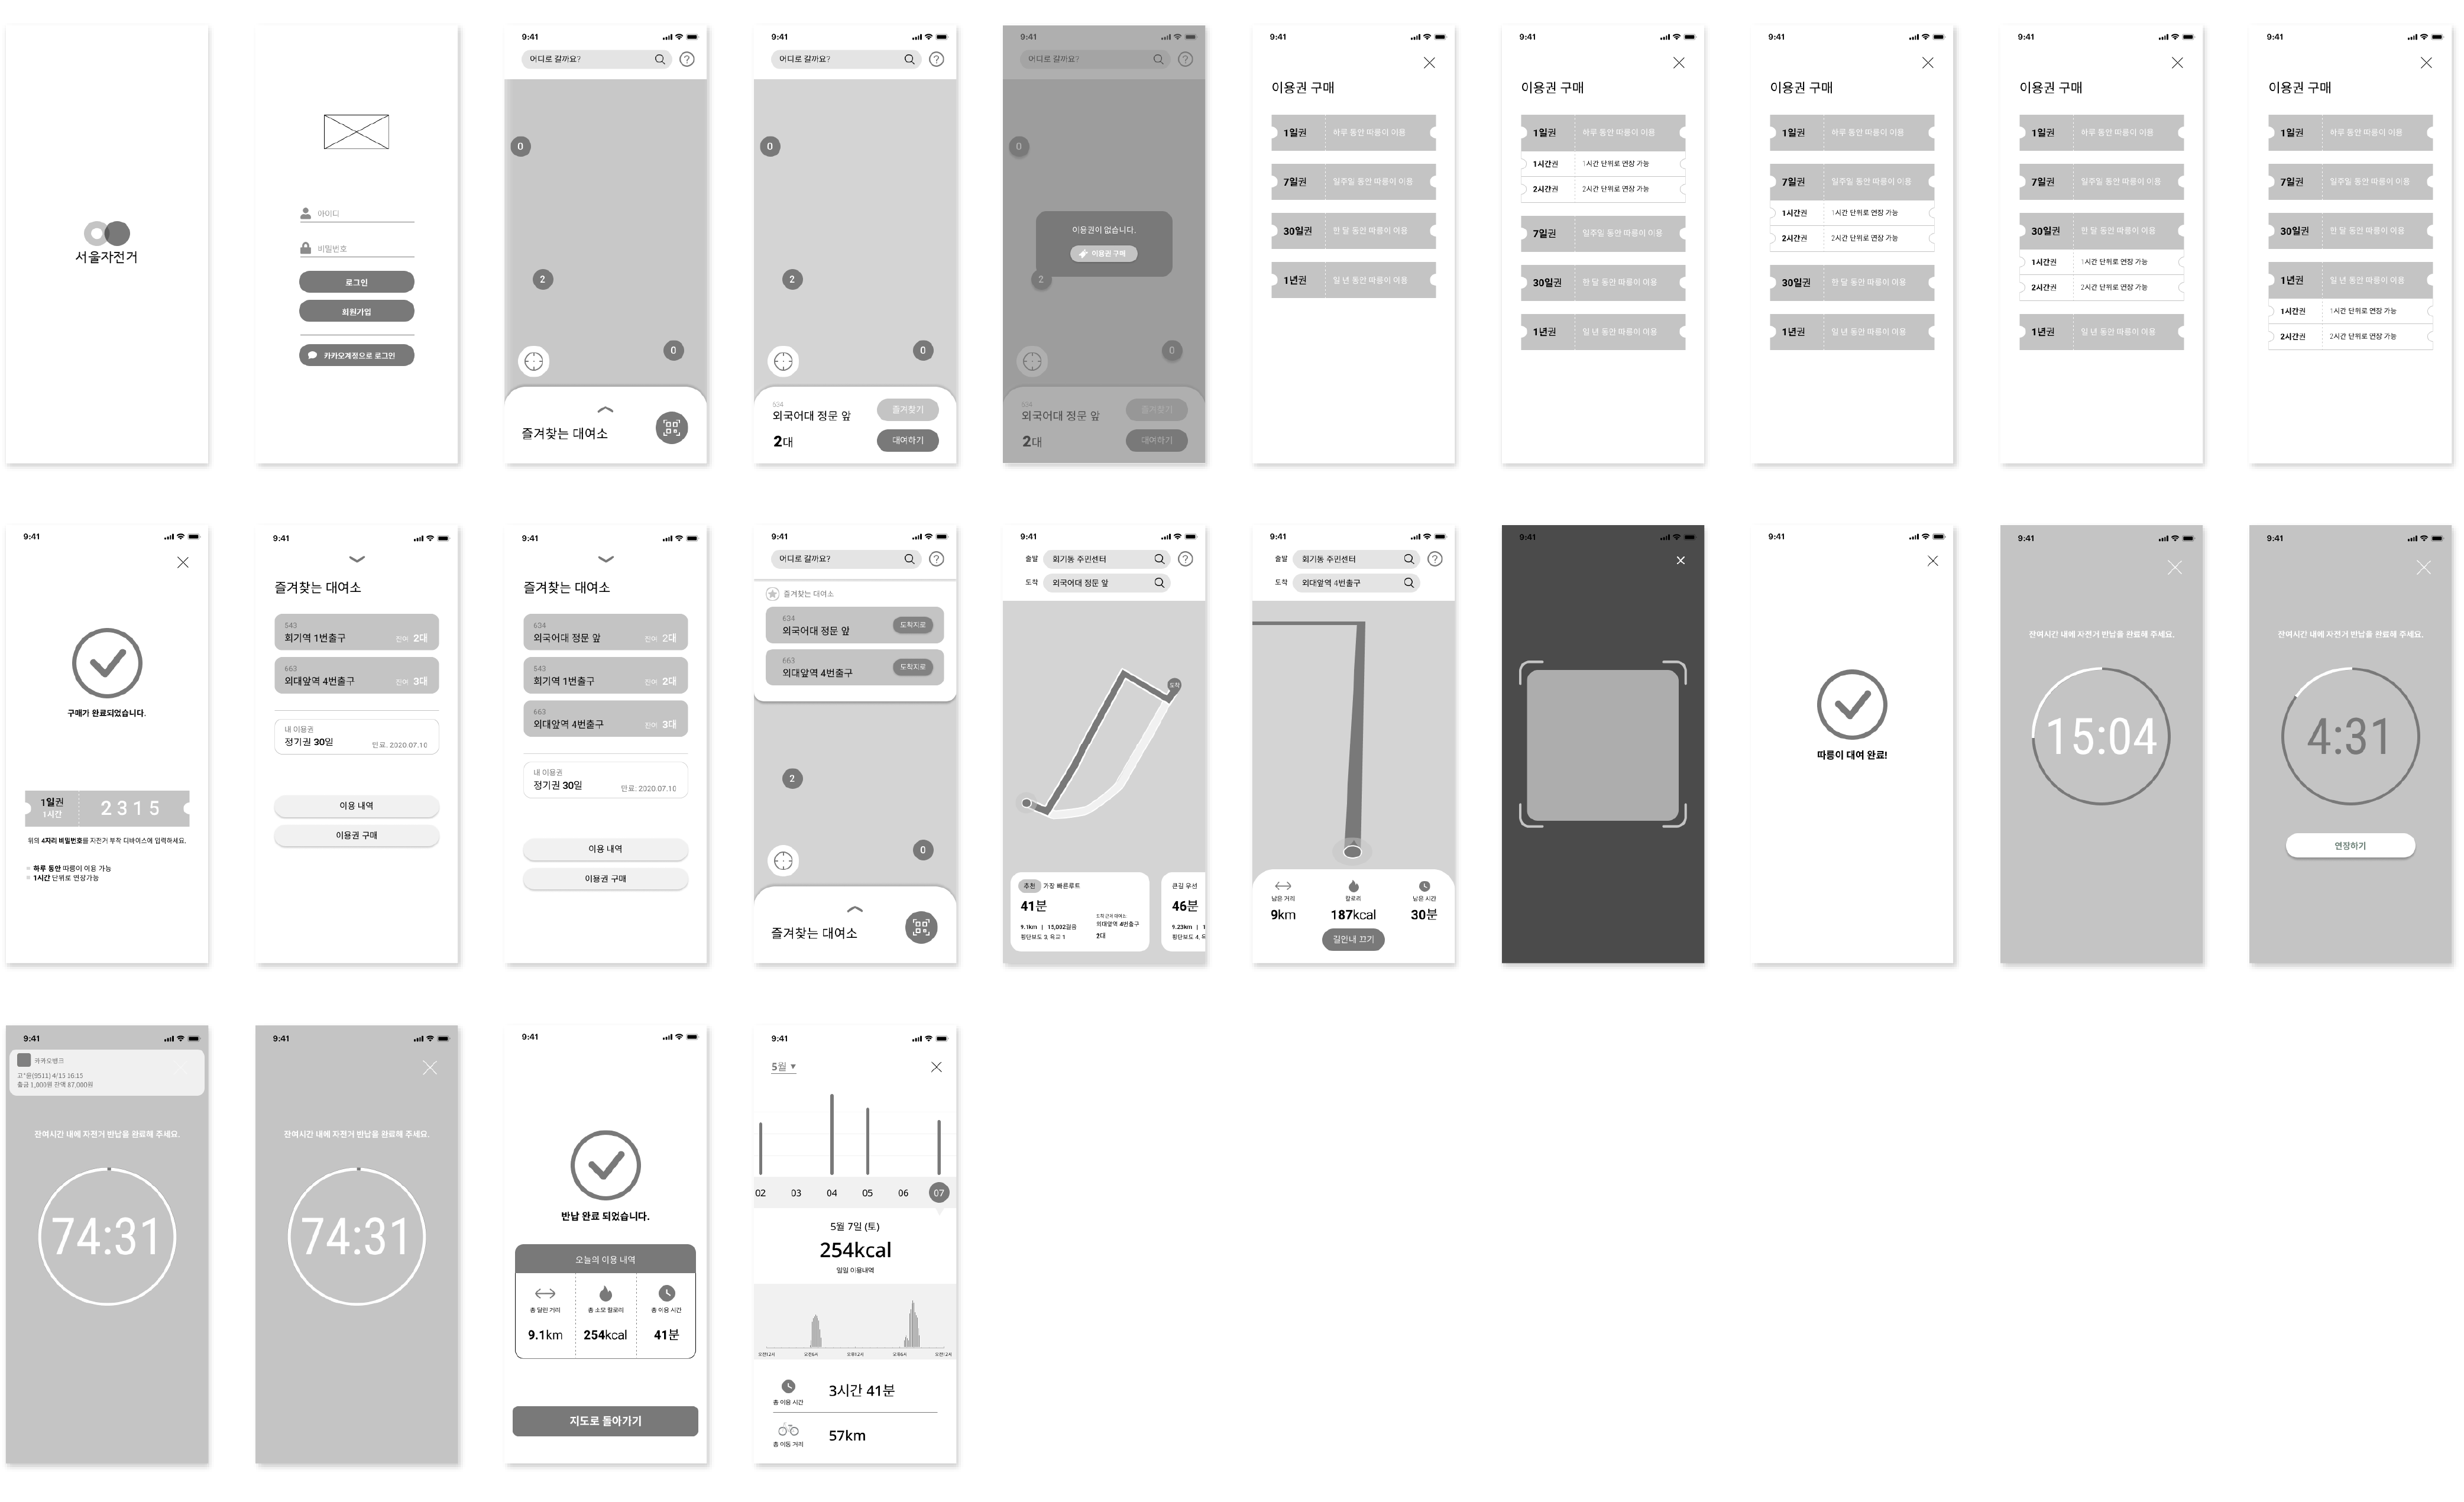 서울자전거
아이디
비밀번호
로그인
회원가입
카카오계정으로 로그인
9:41
어디로 갈까요?
0
2
0
즐겨찾는 대여소
9:41
어디로 갈까요?
0
2
0
534
외국어대 정문 앞
즐겨찾기
2대
대여하기
9:41
어디로 갈까요?
0
이용권이 없습니다.
이용권 구매
2
0
외국어대 정문 앞
즐겨찾기
2대
대여하기
9:41
이용권 구매
1일권 하루 동안 따릉이 이용
7일권 일주일 동안 따릉이 이용
30일권 한 달 동안 따릉이 이용
1년권 일 년 동안 따릉이 이용
9:41
이용권 구매
1일권 하루 동안 따릉이 이용
1시간권 1시간 단위로 연장 가능
2시간권 2시간 단위로 연장 가능
7일권 일주일 동안 따릉이 이용
30일권 한 달 동안 따릉이 이용
1년권 일 년 동안 따릉이 이용
9:41
이용권 구매
1일권 하루 동안 따릉이 이용
7일권 일주일 동안 따릉이 이용
1시간권 1시간 단위로 연장 가능
2시간권 2시간 단위로 연장 가능
30일권 한 달 동안 따릉이 이용
1년권 일 년 동안 따릉이 이용
9:41
이용권 구매
1일권 하루 동안 따릉이 이용
7일권 일주일 동안 따릉이 이용
30일권 한 달 동안 따릉이 이용
1시간권 1시간 단위로 연장 가능
2시간권 2시간 단위로 연장 가능
1년권 일 년 동안 따릉이 이용
9:41
이용권 구매
1일권 하루 동안 따릉이 이용
7일권 일주일 동안 따릉이 이용
30일권 한 달 동안 따릉이 이용
1년권 일 년 동안 따릉이 이용
1시간권 1시간 단위로 연장 가능
2시간권 2시간 단위로 연장 가능
9:41
구매가 완료되었습니다.
1일권
1시간
2315
위의 4자리 비밀번호를 자전거 부착 디바이스에 입력하세요.
하루 동안 따릉이 이용 가능
1시간 단위로 연장가능
9:41
즐겨찾는 대여소
543
회기역 1번출구 잔여 2대
663
외대앞역 4번출구 잔여 3대
내 이용권
정기권 30일 만료. 2020.07.10
이용 내역
이용권 구매
9:41
즐겨찾는 대여소
634
외국어대 정문 앞 잔여 2대
543
회기역 1번출구 잔여 2대
663
외대앞역 4번출구 잔여 3대
내 이용권
정기권 30일 만료. 2020.07.10
이용 내역
이용권 구매
9:41
어디로 갈까요?
즐겨찾는 대여소
634
외국어대 정문 앞 도착지로
663
외대앞역 4번출구 도착지로
2
0
즐겨찾는 대여소
9:41
출발 회기동 주민센터
도착 외국어대 정문 앞
도착
추천 가장 빠른루트
41분
9.1km | 15,002걸음
횡단보도 3, 육교 1
도착 근처 대여소
외대앞역 4번출구
2대
큰길 우선
46분
9.23km | 1
횡단보도 4, 육
9:41
출발 회기동 주민센터
도착 외대앞역 4번출구
남은 거리
9km
칼로리
187kcal
남은 시간
30분
길안내 끄기
9:41
9:41
따릉이 대여 완료!
9:41
잔여시간 내에 자전거 반납을 완료해 주세요.
15:04
9:41
잔여시간 내에 자전거 반납을 완료해 주세요.
4:31
연장하기
9:41
카카오뱅크
고*윤(9511) 4/15 16:15
출금 1,000원 잔액 87,000원
잔여시간 내에 자전거 반납을 완료해 주세요.
74:31
9:41
잔여시간 내에 자전거 반납을 완료해 주세요.
74:31
9:41
반납 완료 되었습니다.
오늘의 이용 내역
총 달린 거리
9.1km
총 소모 칼로리
254kcal
총 이용 시간
41분
지도로 돌아가기
9:41
5월 ▼
02 03 04 05 06 07
5월 7일 (토)
254kcal
일일 이용내역
오전12시 오전6시 오후12시 오후6시 오전12시
총 이용 시간
3시간 41분
총 이동 거리
57km